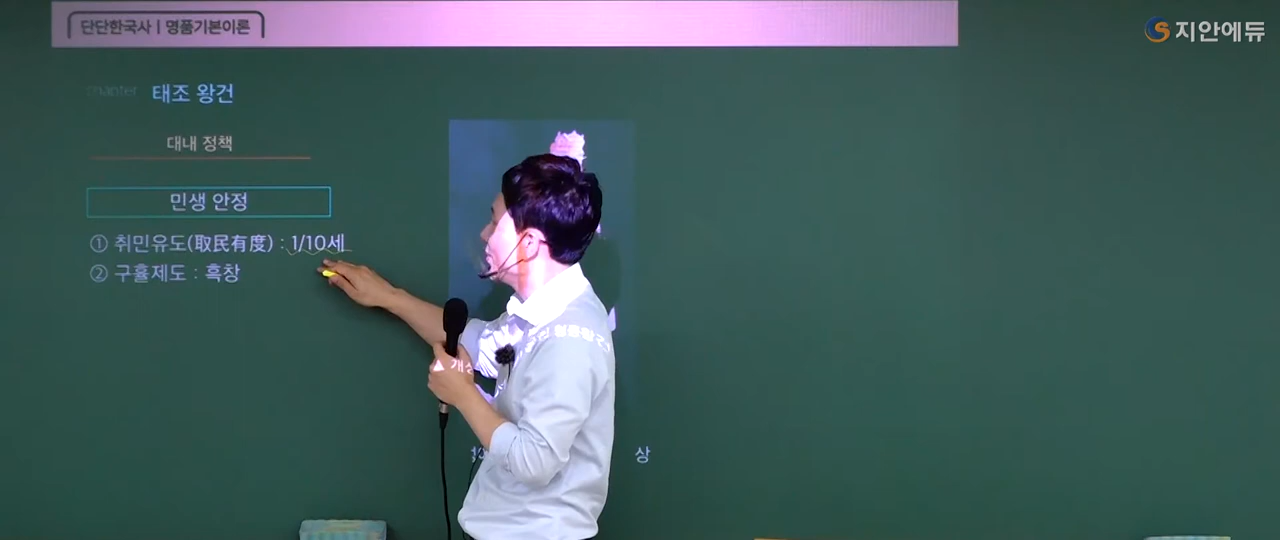 단단한국사 | 명품기본이론
지안에듀
chapter 태조 왕건
대내 정책
민생 안정
① 취민유도(取民有度) : 1/10세
② 구휼제도 : 흑창
▲ 개성
상